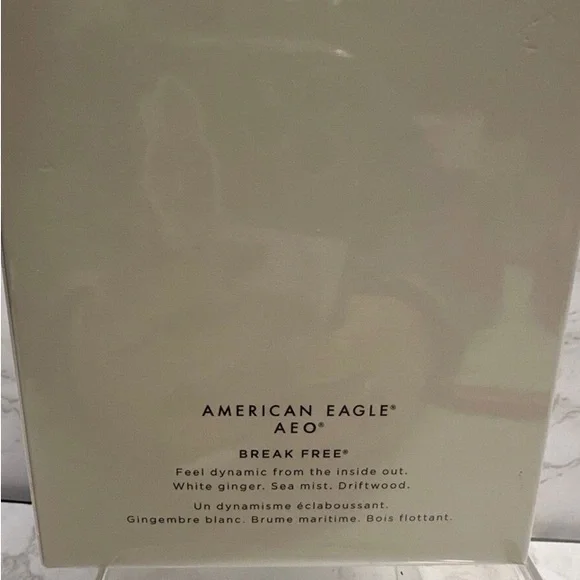 AMERICAN EAGLE®
AEO®
BREAK FREE®
Feel dynamic from the inside out.
White ginger. Sea mist. Driftwood.
Un dynamisme éclaboussant.
Gingembre blanc. Brume maritime. Bois flottant.